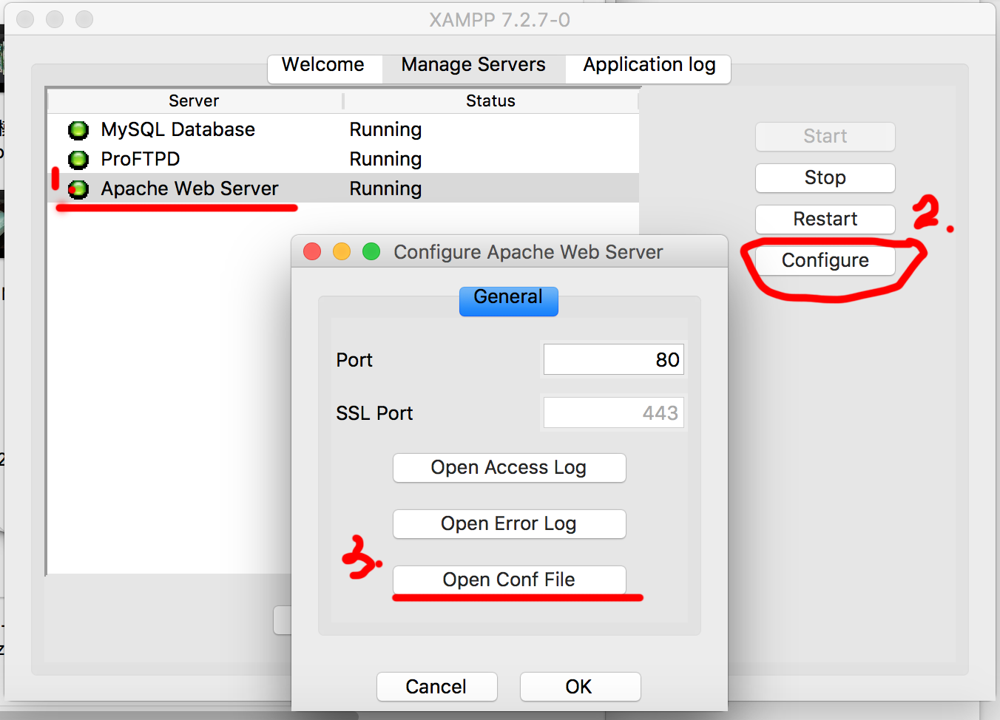 XAMPP 7.2.7-0
Welcome Manage Servers Application log
Server Status
MySQL Database Running
ProFTPD Running
1. Apache Web Server Running
Start
Stop
Restart
2.
Configure
Configure Apache Web Server
General
Port 80
SSL Port 443
Open Access Log
Open Error Log
3.
Open Conf File
Cancel OK